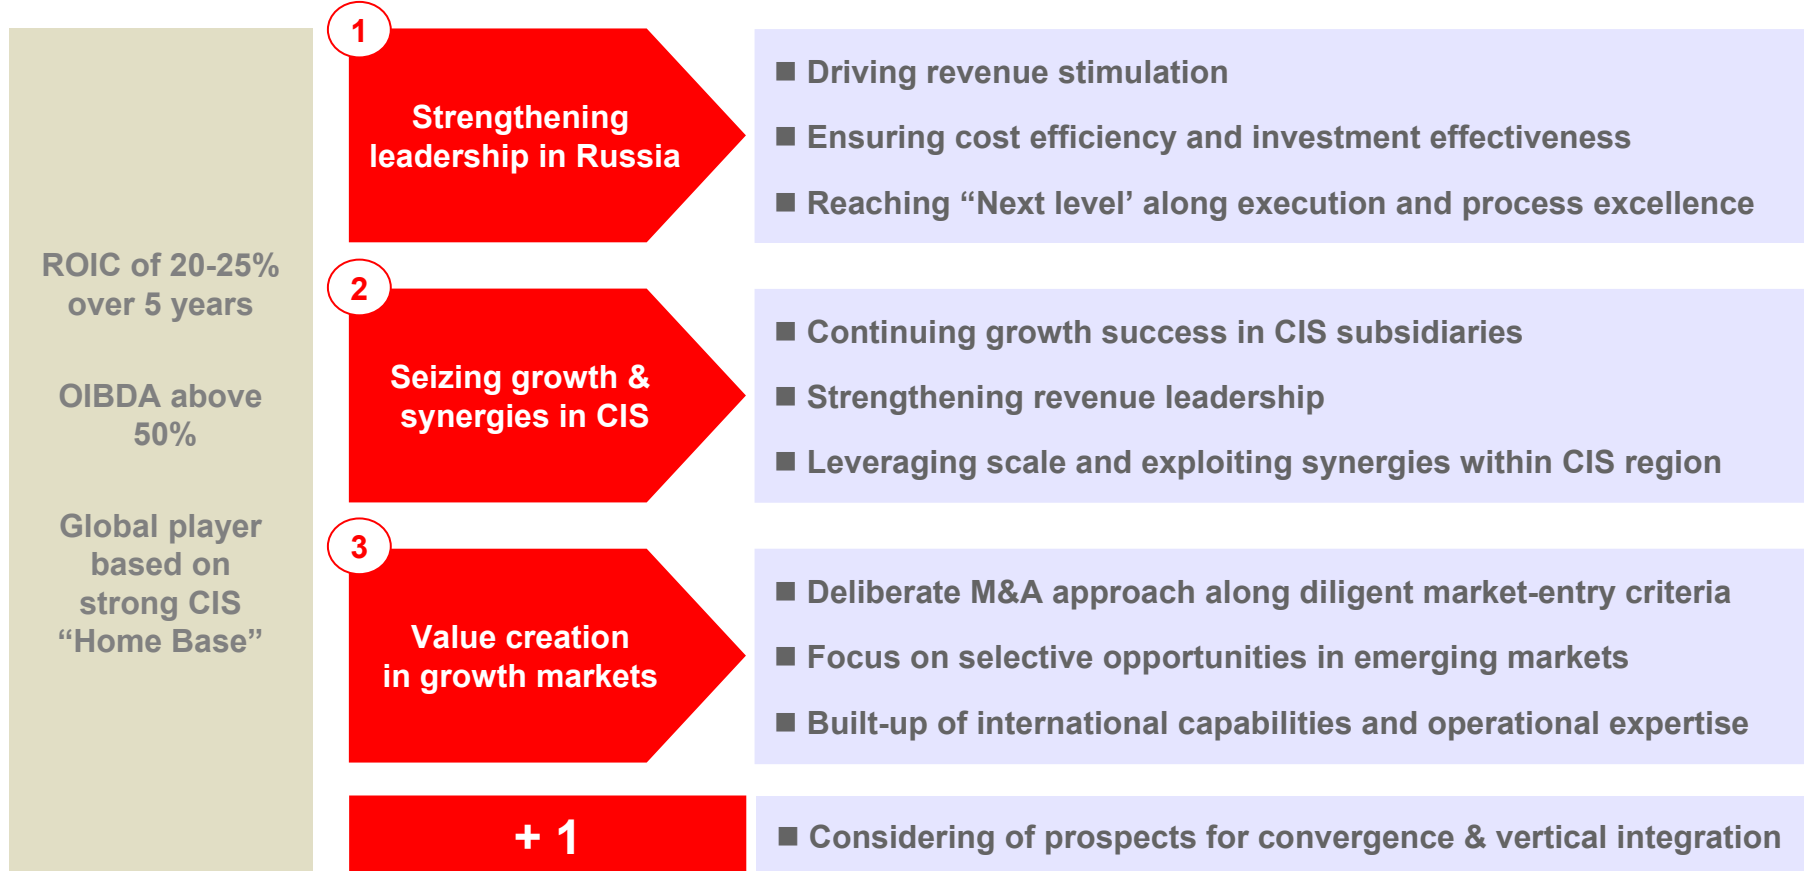 ROIC of 20-25%
over 5 years
OIBDA above
50%
Global player
based on
strong CIS
“Home Base”
1
Strengthening
leadership in Russia
■ Driving revenue stimulation
■ Ensuring cost efficiency and investment effectiveness
■ Reaching “Next level’ along execution and process excellence
2
Seizing growth &
synergies in CIS
■ Continuing growth success in CIS subsidiaries
■ Strengthening revenue leadership
■ Leveraging scale and exploiting synergies within CIS region
3
Value creation
in growth markets
■ Deliberate M&A approach along diligent market-entry criteria
■ Focus on selective opportunities in emerging markets
■ Built-up of international capabilities and operational expertise
+ 1
■ Considering of prospects for convergence & vertical integration